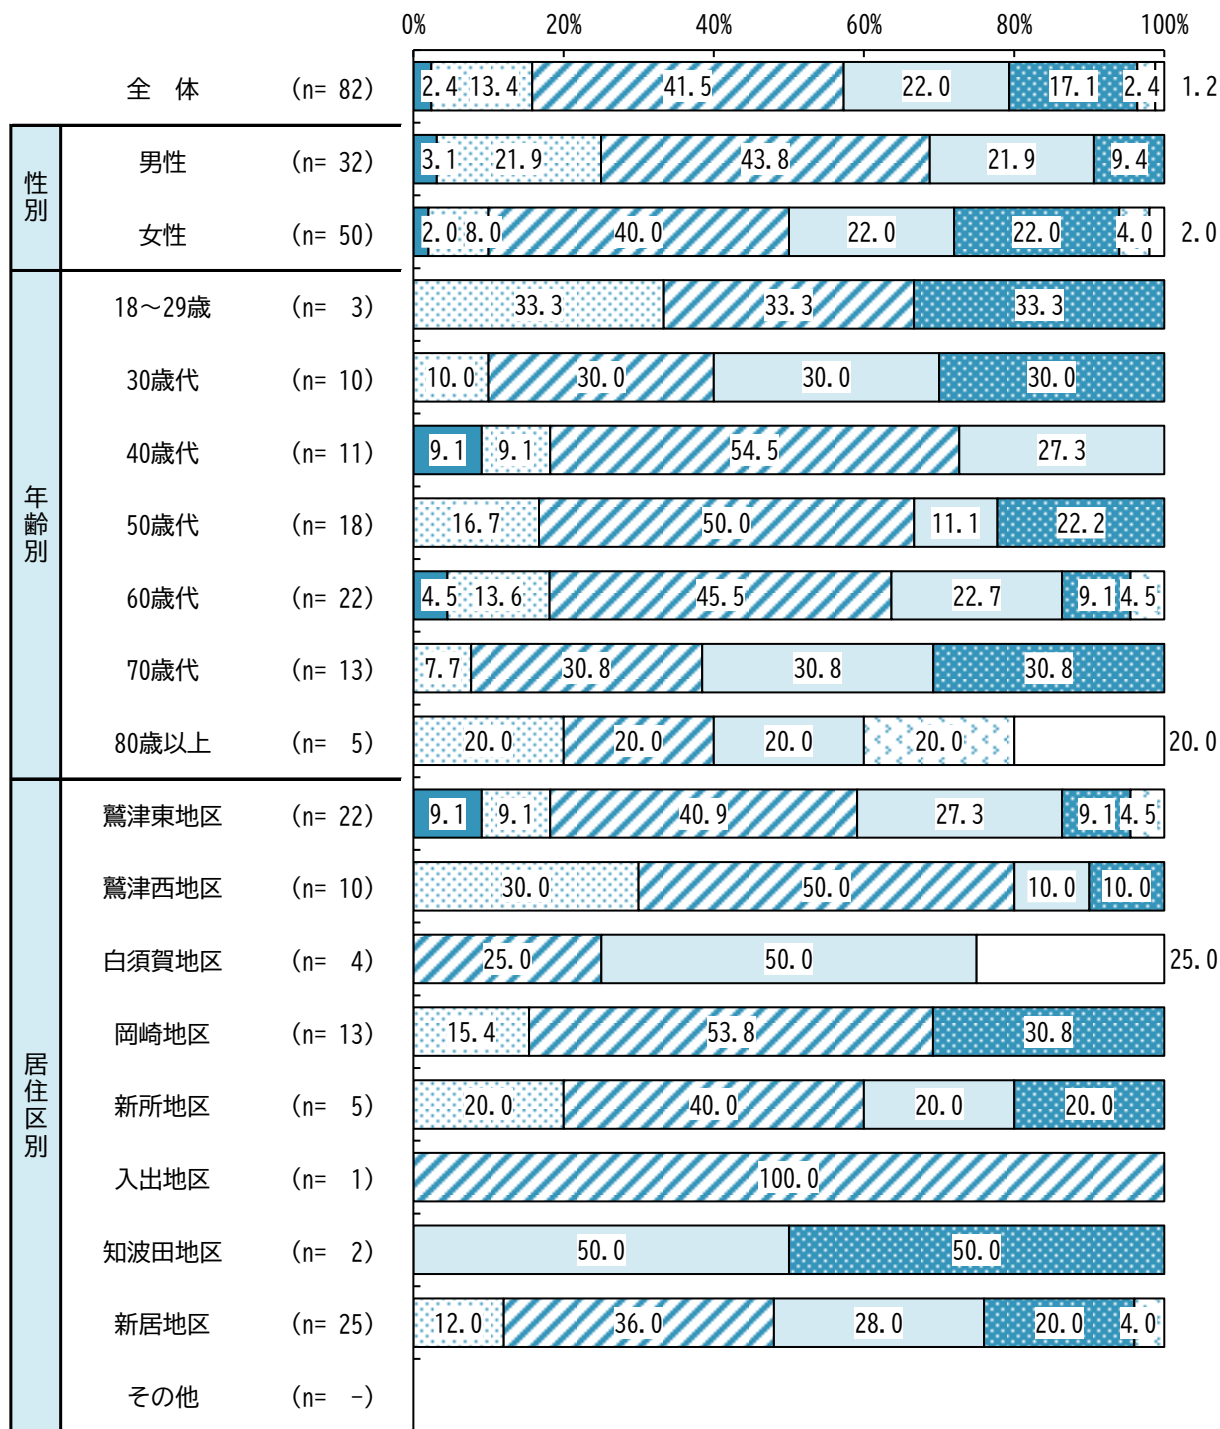 0% 20% 40% 60% 80% 100%
全 体 (n= 82) 2.4 13.4 41.5 22.0 17.1 2.4 1.2
性別
男性 (n= 32) 3.1 21.9 43.8 21.9 9.4
女性 (n= 50) 2.0 8.0 40.0 22.0 22.0 4.0 2.0
年齢別
18～29歳 (n= 3) 33.3 33.3 33.3
30歳代 (n= 10) 10.0 30.0 30.0 30.0
40歳代 (n= 11) 9.1 9.1 54.5 27.3
50歳代 (n= 18) 16.7 50.0 11.1 22.2
60歳代 (n= 22) 4.5 13.6 45.5 22.7 9.1 4.5
70歳代 (n= 13) 7.7 30.8 30.8 30.8
80歳以上 (n= 5) 20.0 20.0 20.0 20.0 20.0
居住区別
鷲津東地区 (n= 22) 9.1 9.1 40.9 27.3 9.1 4.5
鷲津西地区 (n= 10) 30.0 50.0 10.0 10.0
白須賀地区 (n= 4) 25.0 50.0 25.0
岡崎地区 (n= 13) 15.4 53.8 30.8
新所地区 (n= 5) 20.0 40.0 20.0 20.0
入出地区 (n= 1) 100.0
知波田地区 (n= 2) 50.0 50.0
新居地区 (n= 25) 12.0 36.0 28.0 20.0 4.0
その他 (n= -)